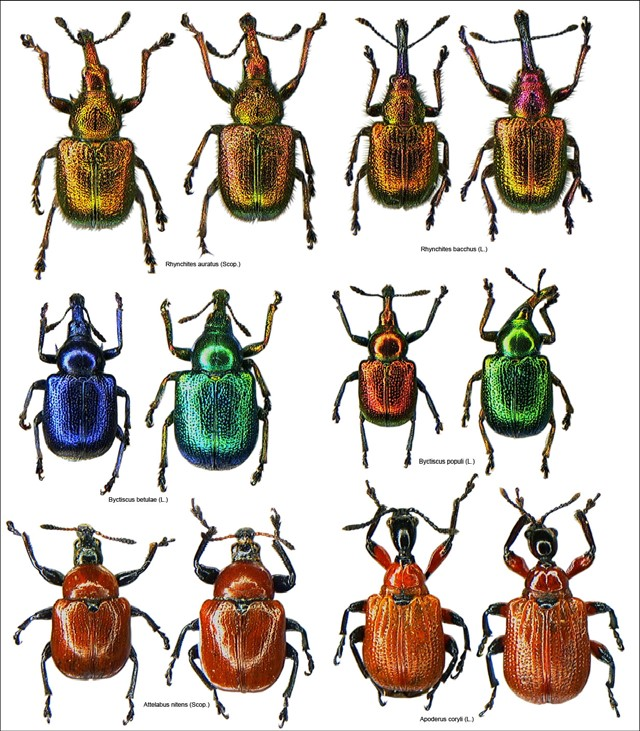 Rhynchites auratus (Scop.)
Rhynchites bacchus (L.)
Byctiscus betulae (L.)
Byctiscus populi (L.)
Attelabus nitens (Scop.)
Apoderus coryli (L.)